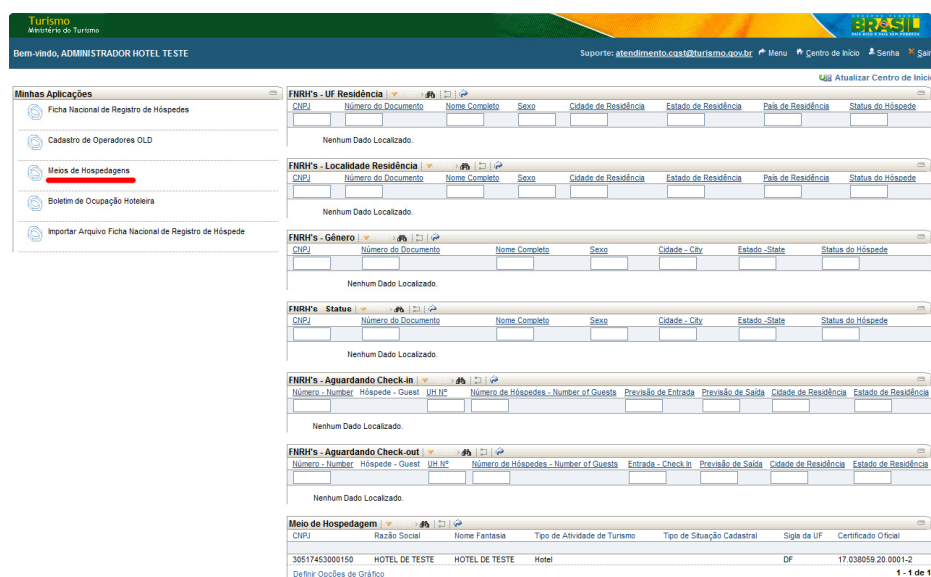 Turismo
Ministério do Turismo
BRASIL
Bem-vindo, ADMINISTRADOR HOTEL TESTE
Suporte: atendimento.cgst@turismo.gov.br Menu Centro de Início Senha Sair
Atualizar Centro de Início
Minhas Aplicações
Ficha Nacional de Registro de Hóspedes
Cadastro de Operadores OLD
Meios de Hospedagens
Boletim de Ocupação Hoteleira
Importar Arquivo Ficha Nacional de Registro de Hóspede
FNRH's - UF Residência
CNPJ Número do Documento Nome Completo Sexo Cidade de Residência Estado de Residência País de Residência Status do Hóspede
Nenhum Dado Localizado.
FNRH's - Localidade Residência
CNPJ Número do Documento Nome Completo Sexo Cidade de Residência Estado de Residência País de Residência Status do Hóspede
Nenhum Dado Localizado.
FNRH's - Gênero
CNPJ Número do Documento Nome Completo Sexo Cidade - City Estado -State Status do Hóspede
Nenhum Dado Localizado.
FNRH's Status
CNPJ Número do Documento Nome Completo Sexo Cidade - City Estado -State Status do Hóspede
Nenhum Dado Localizado.
FNRH's - Aguardando Check-in
Número - Number Hóspede - Guest UH Nº Número de Hóspedes - Number of Guests Previsão de Entrada Previsão de Saída Cidade de Residência Estado de Residência
Nenhum Dado Localizado.
FNRH's - Aguardando Check-out
Número - Number Hóspede - Guest UH Nº Número de Hóspedes - Number of Guests Entrada - Check In Previsão de Saída Cidade de Residência Estado de Residência
Nenhum Dado Localizado.
Meio de Hospedagem
CNPJ Razão Social Nome Fantasia Tipo de Atividade de Turismo Tipo de Situação Cadastral Sigla da UF Certificado Oficial
30517453000150 HOTEL DE TESTE HOTEL DE TESTE Hotel DF 17.038059.20.0001-2
Definir Opções de Gráfico 1 - 1 de 1